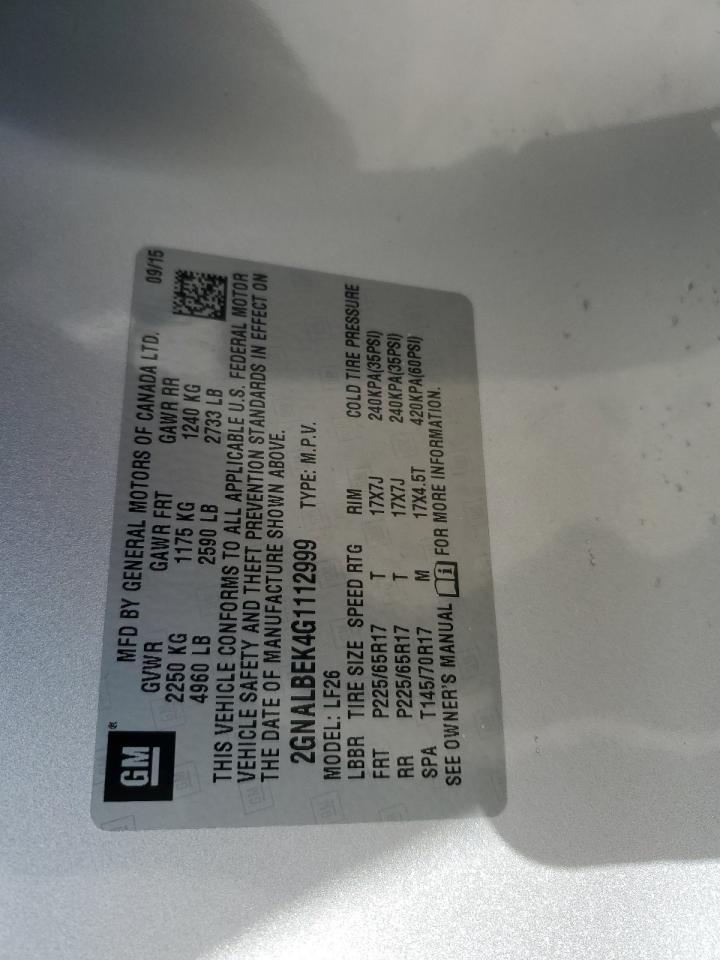 GM ®
MFD BY GENERAL MOTORS OF CANADA LTD. 09/15
GVWR GAWR FRT GAWR RR
2250 KG 1175 KG 1240 KG
4960 LB 2590 LB 2733 LB
THIS VEHICLE CONFORMS TO ALL APPLICABLE U.S. FEDERAL MOTOR
VEHICLE SAFETY AND THEFT PREVENTION STANDARDS IN EFFECT ON
THE DATE OF MANUFACTURE SHOWN ABOVE.
2GNALBEK4G1112999 TYPE: M.P.V.
MODEL: LF26
LBBR TIRE SIZE SPEED RTG RIM COLD TIRE PRESSURE
FRT P225/65R17 T 17X7J 240KPA(35PSI)
RR P225/65R17 T 17X7J 240KPA(35PSI)
SPA T145/70R17 M 17X4.5T 420KPA(60PSI)
SEE OWNER'S MANUAL i FOR MORE INFORMATION.